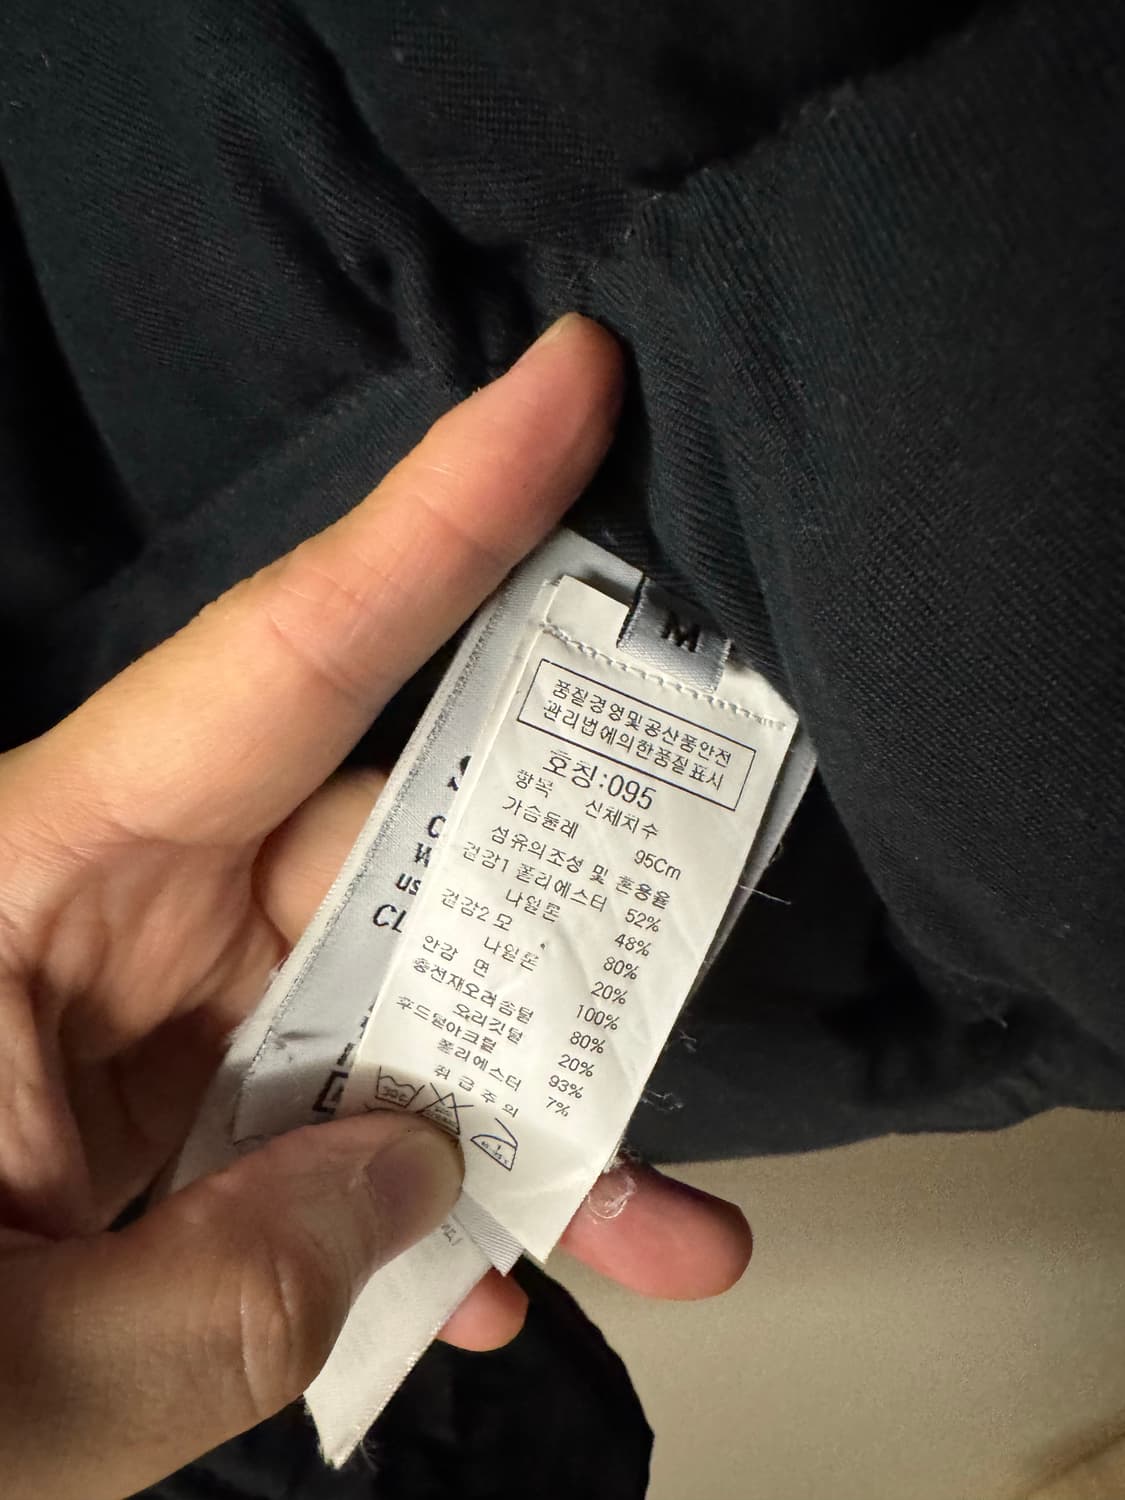 M
품질경영및공산품안전
관리법에의한품질표시
호칭:095
항목 신체치수
가슴둘레 95Cm
섬유의조성 및 혼용율
겉감1 폴리에스터 52%
나일론 48%
겉감2 모 80%
나일론 20%
안감 면 100%
충전재오리솜털 80%
오리깃털 20%
후드털아크릴 93%
폴리에스터 7%
취 급 주 의
30C
us
CL